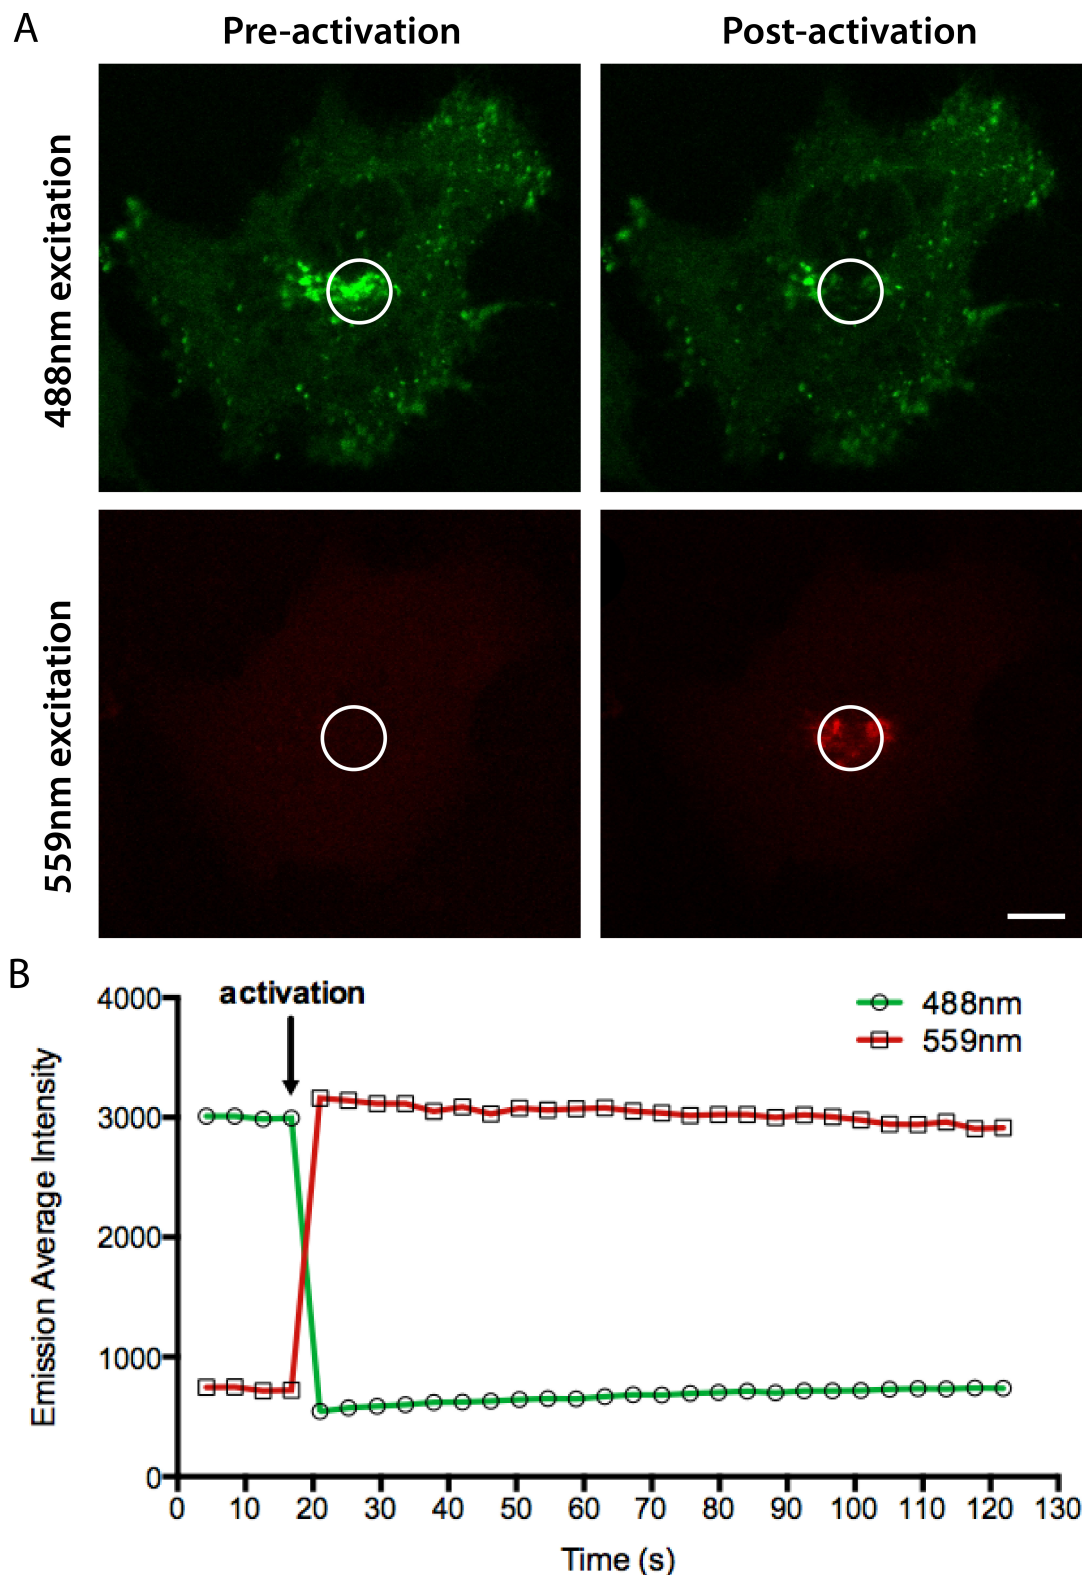 A
Pre-activation
Post-activation
488nm excitation
559nm excitation
B
activation
488nm
559nm
Emission Average Intensity
4000
3000
2000
1000
0
0 10 20 30 40 50 60 70 80 90 100 110 120 130
Time (s)